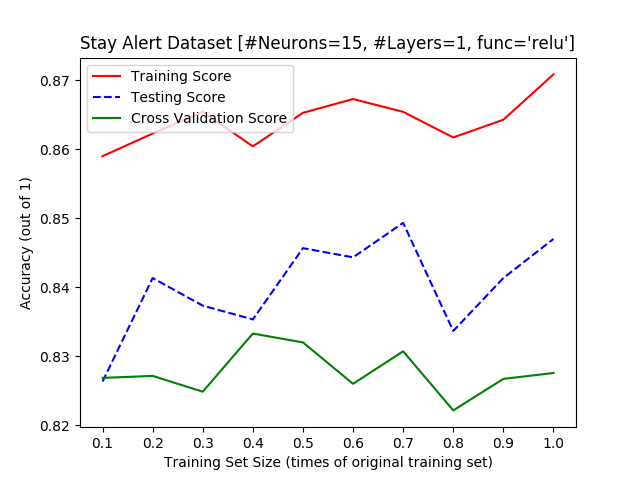 Stay Alert Dataset [#Neurons=15, #Layers=1, func='relu']
Training Score
Testing Score
Cross Validation Score
Accuracy (out of 1)
0.87
0.86
0.85
0.84
0.83
0.82
0.1 0.2 0.3 0.4 0.5 0.6 0.7 0.8 0.9 1.0
Training Set Size (times of original training set)